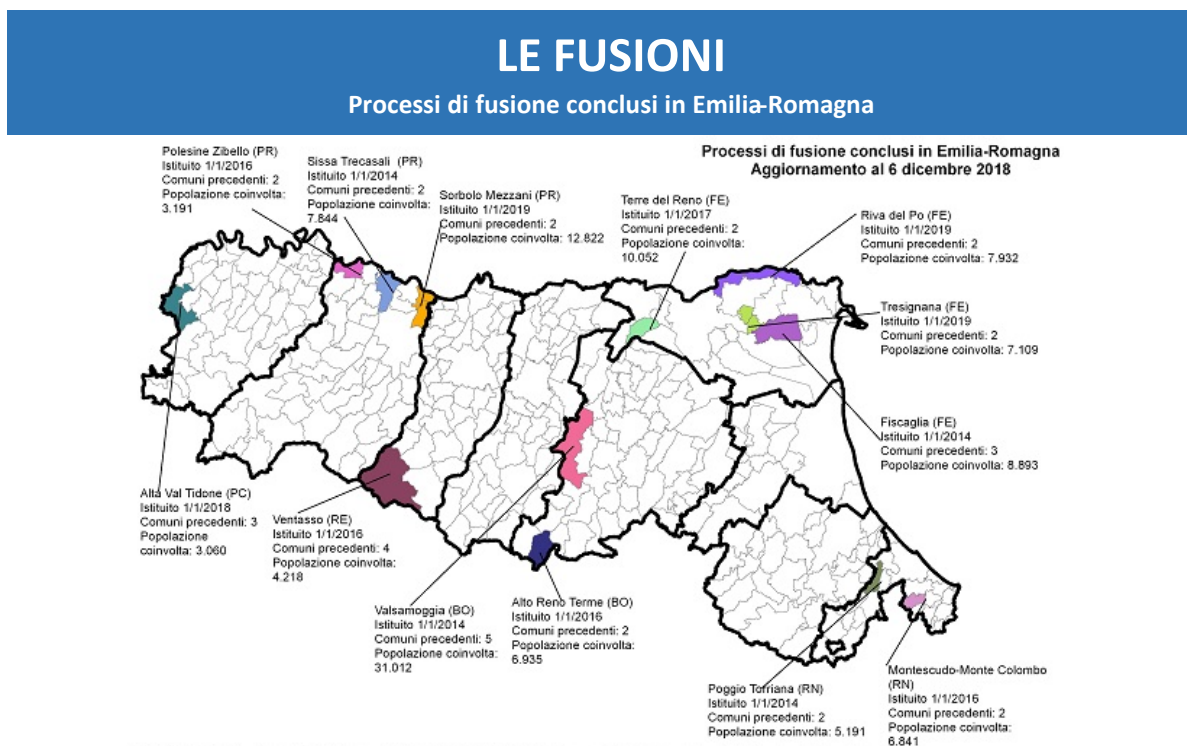 LE FUSIONI
Processi di fusione conclusi in Emilia-Romagna
Processi di fusione conclusi in Emilia-Romagna
Aggiornamento al 6 dicembre 2018
Polesine Zibello (PR)
Istituito 1/1/2016
Comuni precedenti: 2
Popolazione coinvolta:
3.191
Sissa Trecasali (PR)
Istituito 1/1/2014
Comuni precedenti: 2
Popolazione coinvolta:
7.844
Sorbolo Mezzani (PR)
Istituito 1/1/2019
Comuni precedenti: 2
Popolazione coinvolta: 12.822
Terre del Reno (FE)
Istituito 1/1/2017
Comuni precedenti: 2
Popolazione coinvolta:
10.052
Riva del Po (FE)
Istituito 1/1/2019
Comuni precedenti: 2
Popolazione coinvolta: 7.932
Tresignana (FE)
Istituito 1/1/2019
Comuni precedenti: 2
Popolazione coinvolta: 7.109
Fiscaglia (FE)
Istituito 1/1/2014
Comuni precedenti: 3
Popolazione coinvolta: 8.893
Alta Val Tidone (PC)
Istituito 1/1/2018
Comuni precedenti: 3
Popolazione
coinvolta: 3.060
Ventasso (RE)
Istituito 1/1/2016
Comuni precedenti: 4
Popolazione coinvolta:
4.218
Valsamoggia (BO)
Istituito 1/1/2014
Comuni precedenti: 5
Popolazione coinvolta:
31.012
Alto Reno Terme (BO)
Istituito 1/1/2016
Comuni precedenti: 2
Popolazione coinvolta:
6.935
Poggio Torriana (RN)
Istituito 1/1/2014
Comuni precedenti: 2
Popolazione coinvolta: 5.191
Montescudo-Monte Colombo
(RN)
Istituito 1/1/2016
Comuni precedenti: 2
Popolazione coinvolta:
6.841